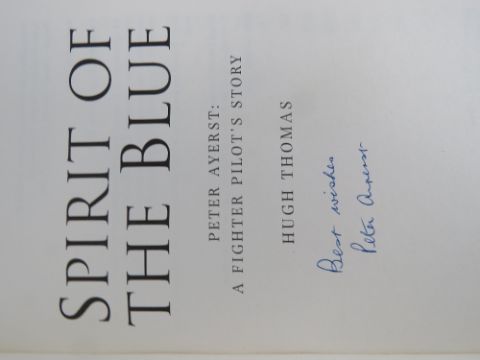 SPIRIT OF
THE BLUE
PETER AYERST:
A FIGHTER PILOT'S STORY
HUGH THOMAS
Best wishes
Peter Ayerst